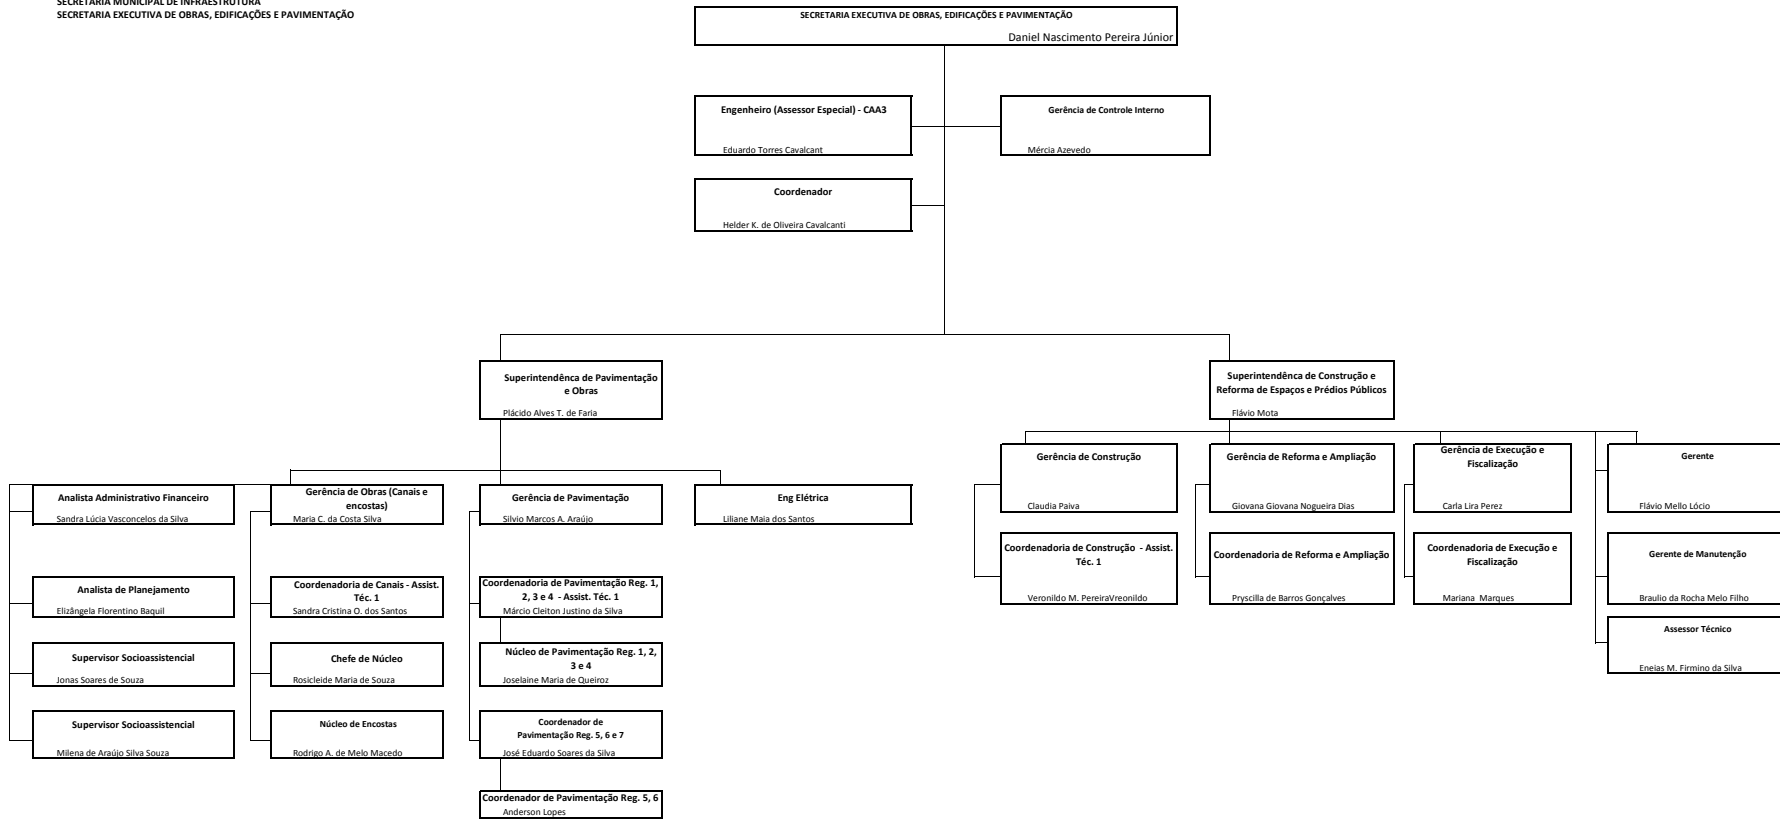 SECRETARIA MUNICIPAL DE INFRAESTRUTURA
SECRETARIA EXECUTIVA DE OBRAS, EDIFICAÇÕES E PAVIMENTAÇÃO
SECRETARIA EXECUTIVA DE OBRAS, EDIFICAÇÕES E PAVIMENTAÇÃO
Daniel Nascimento Pereira Júnior
Engenheiro (Assessor Especial) - CAA3
Eduardo Torres Cavalcant
Gerência de Controle Interno
Mércia Azevedo
Coordenador
Helder K. de Oliveira Cavalcanti
Superintendênca de Pavimentação
e Obras
Plácido Alves T. de Faria
Superintendênca de Construção e
Reforma de Espaços e Prédios Públicos
Flávio Mota
Analista Administrativo Financeiro
Sandra Lúcia Vasconcelos da Silva
Gerência de Obras (Canais e
encostas)
Maria C. da Costa Silva
Gerência de Pavimentação
Silvio Marcos A. Araújo
Eng Elétrica
Liliane Maia dos Santos
Analista de Planejamento
Elizângela Florentino Baquil
Coordenadoria de Canais - Assist.
Téc. 1
Sandra Cristina O. dos Santos
Coordenadoria de Pavimentação Reg. 1,
2, 3 e 4 - Assist. Téc. 1
Márcio Cleiton Justino da Silva
Supervisor Socioassistencial
Jonas Soares de Souza
Chefe de Núcleo
Rosicleide Maria de Souza
Núcleo de Pavimentação Reg. 1, 2,
3 e 4
Joselaine Maria de Queiroz
Supervisor Socioassistencial
Milena de Araújo Silva Souza
Núcleo de Encostas
Rodrigo A. de Melo Macedo
Coordenador de
Pavimentação Reg. 5, 6 e 7
José Eduardo Soares da Silva
Coordenador de Pavimentação Reg. 5, 6
Anderson Lopes
Gerência de Construção
Claudia Paiva
Gerência de Reforma e Ampliação
Giovana Giovana Nogueira Dias
Gerência de Execução e
Fiscalização
Carla Lira Perez
Gerente
Flávio Mello Lócio
Coordenadoria de Construção - Assist.
Téc. 1
Veronildo M. PereiraVreonildo
Coordenadoria de Reforma e Ampliação
Pryscilla de Barros Gonçalves
Coordenadoria de Execução e
Fiscalização
Mariana Marques
Gerente de Manutenção
Braulio da Rocha Melo Filho
Assessor Técnico
Eneias M. Firmino da Silva